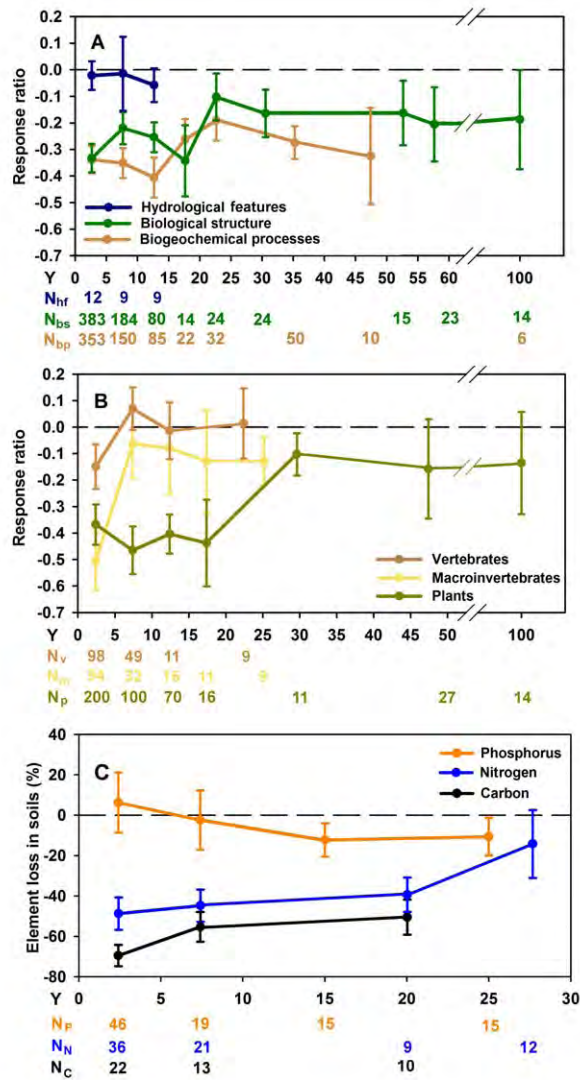 0.2
0.1
A
0.0
-0.1
-0.2
-0.3
-0.4
-0.5
Hydrological features
Biological structure
-0.6
Biogeochemical processes
-0.7
Response ratio
Y 0 5 10 15 20 25 30 35 40 45 50 55 60 100
Nhf 12 9 9
Nbs 383 184 80 14 24 24 15 23 14
Nbp 353 150 85 22 32 50 10 6
0.2
B
0.1
0.0
-0.1
-0.2
-0.3
-0.4
-0.5
Vertebrates
Macroinvertebrates
-0.6
Plants
-0.7
Response ratio
Y 0 5 10 15 20 25 30 35 40 45 50 100
Nv 98 49 11 9
Nm 94 32 16 11 9
Np 200 100 70 16 11 27 14
40
C
Phosphorus
20
Nitrogen
Carbon
0
-20
-40
-60
-80
Element loss in soils (%)
Y 0 5 10 15 20 25 30
NP 46 19 15 15
NN 36 21 9 12
NC 22 13 10